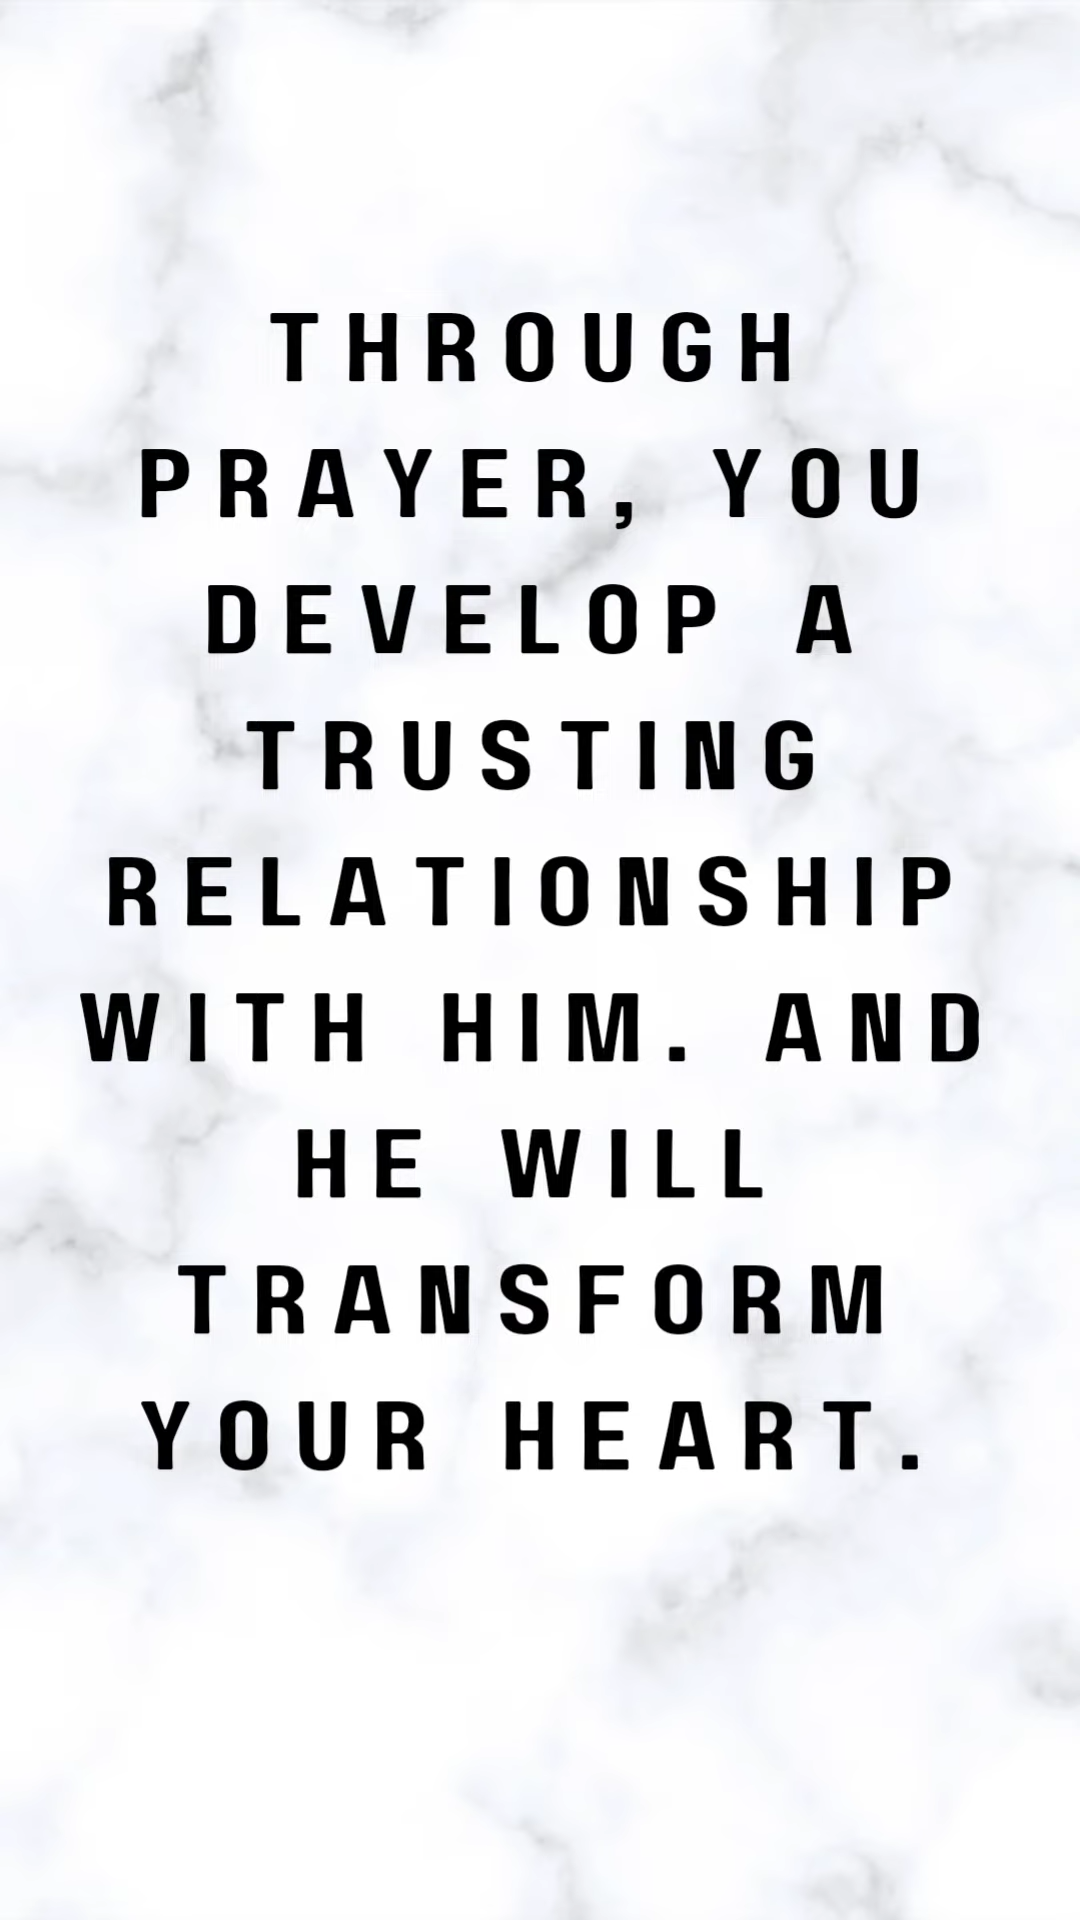 THROUGH
PRAYER, YOU
DEVELOP A
TRUSTING
RELATIONSHIP
WITH HIM. AND
HE WILL
TRANSFORM
YOUR HEART.